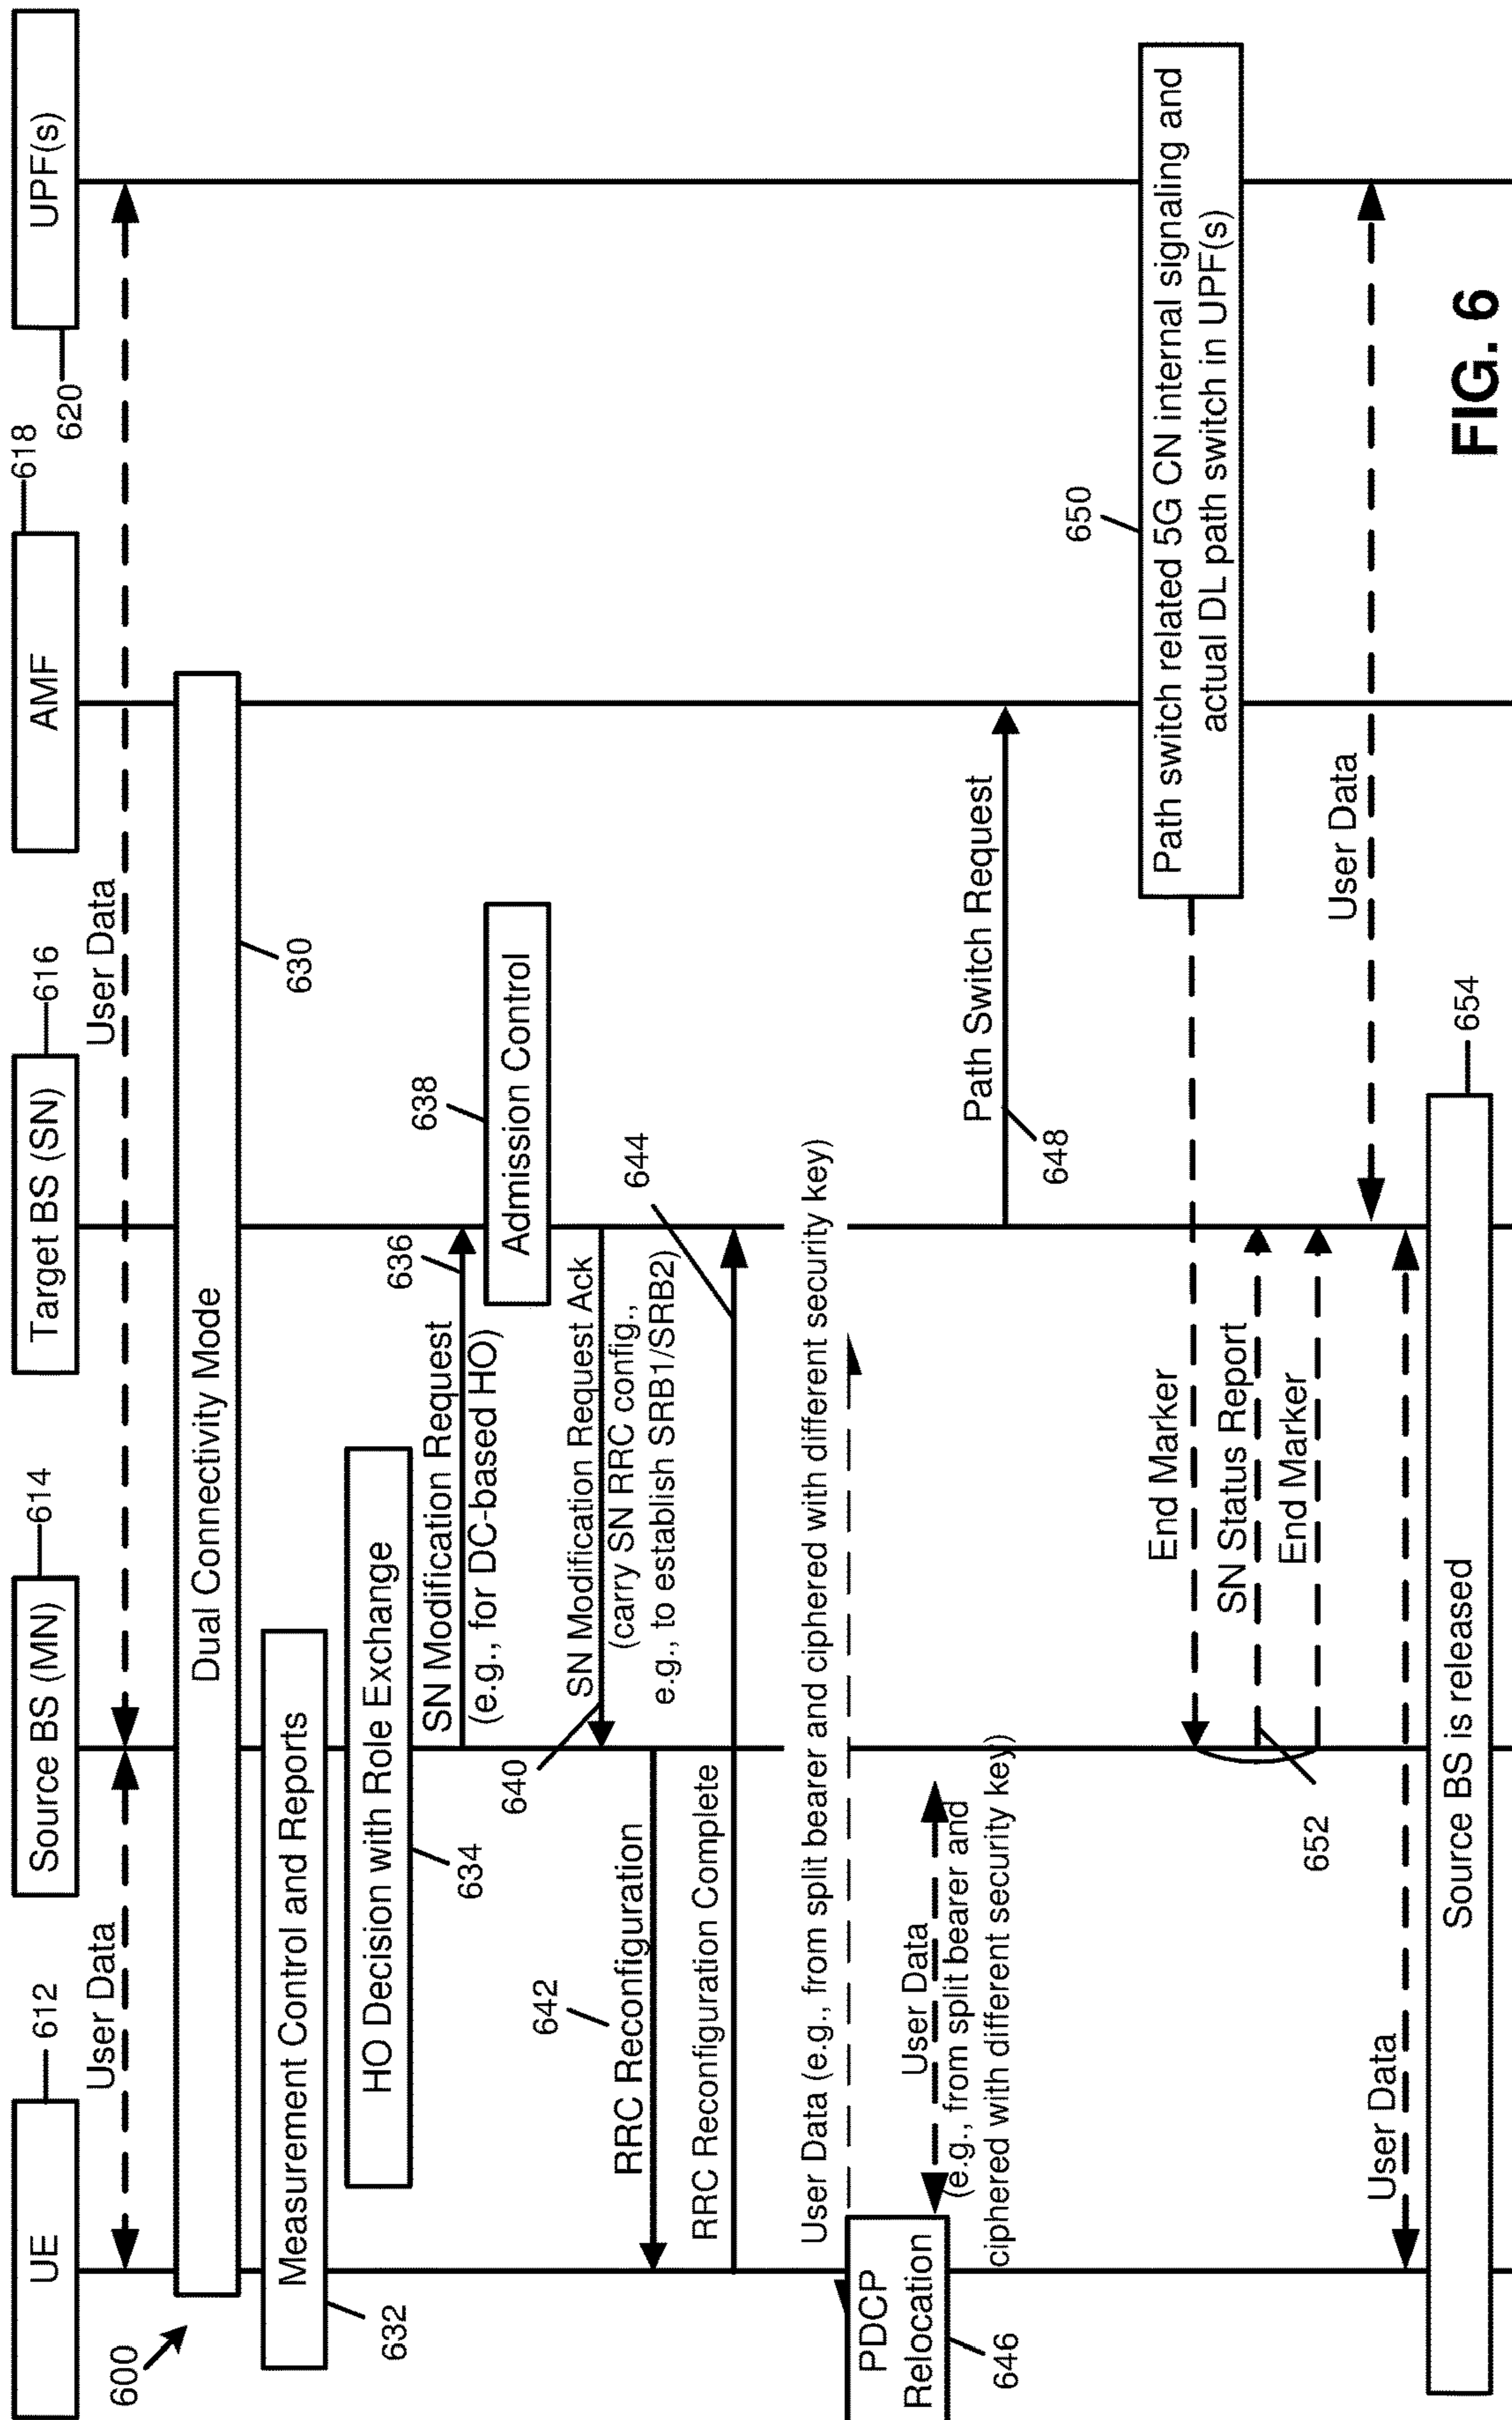 UE
612
Source BS (MN)
614
Target BS (SN)
616
AMF
618
UPF(s)
620
600
User Data
User Data
Dual Connectivity Mode
630
Measurement Control and Reports
632
HO Decision with Role Exchange
634
SN Modification Request
(e.g., for DC-based HO)
636
638
Admission Control
SN Modification Request Ack
(carry SN RRC config.,
e.g., to establish SRB1/SRB2)
640
642
RRC Reconfiguration
644
RRC Reconfiguration Complete
User Data (e.g., from split bearer and ciphered with different security key)
PDCP
Relocation
646
User Data
(e.g., from split bearer and
ciphered with different security key)
Path Switch Request
648
650
Path switch related 5G CN internal signaling and
actual DL path switch in UPF(s)
End Marker
SN Status Report
End Marker
652
User Data
User Data
Source BS is released
654
FIG. 6